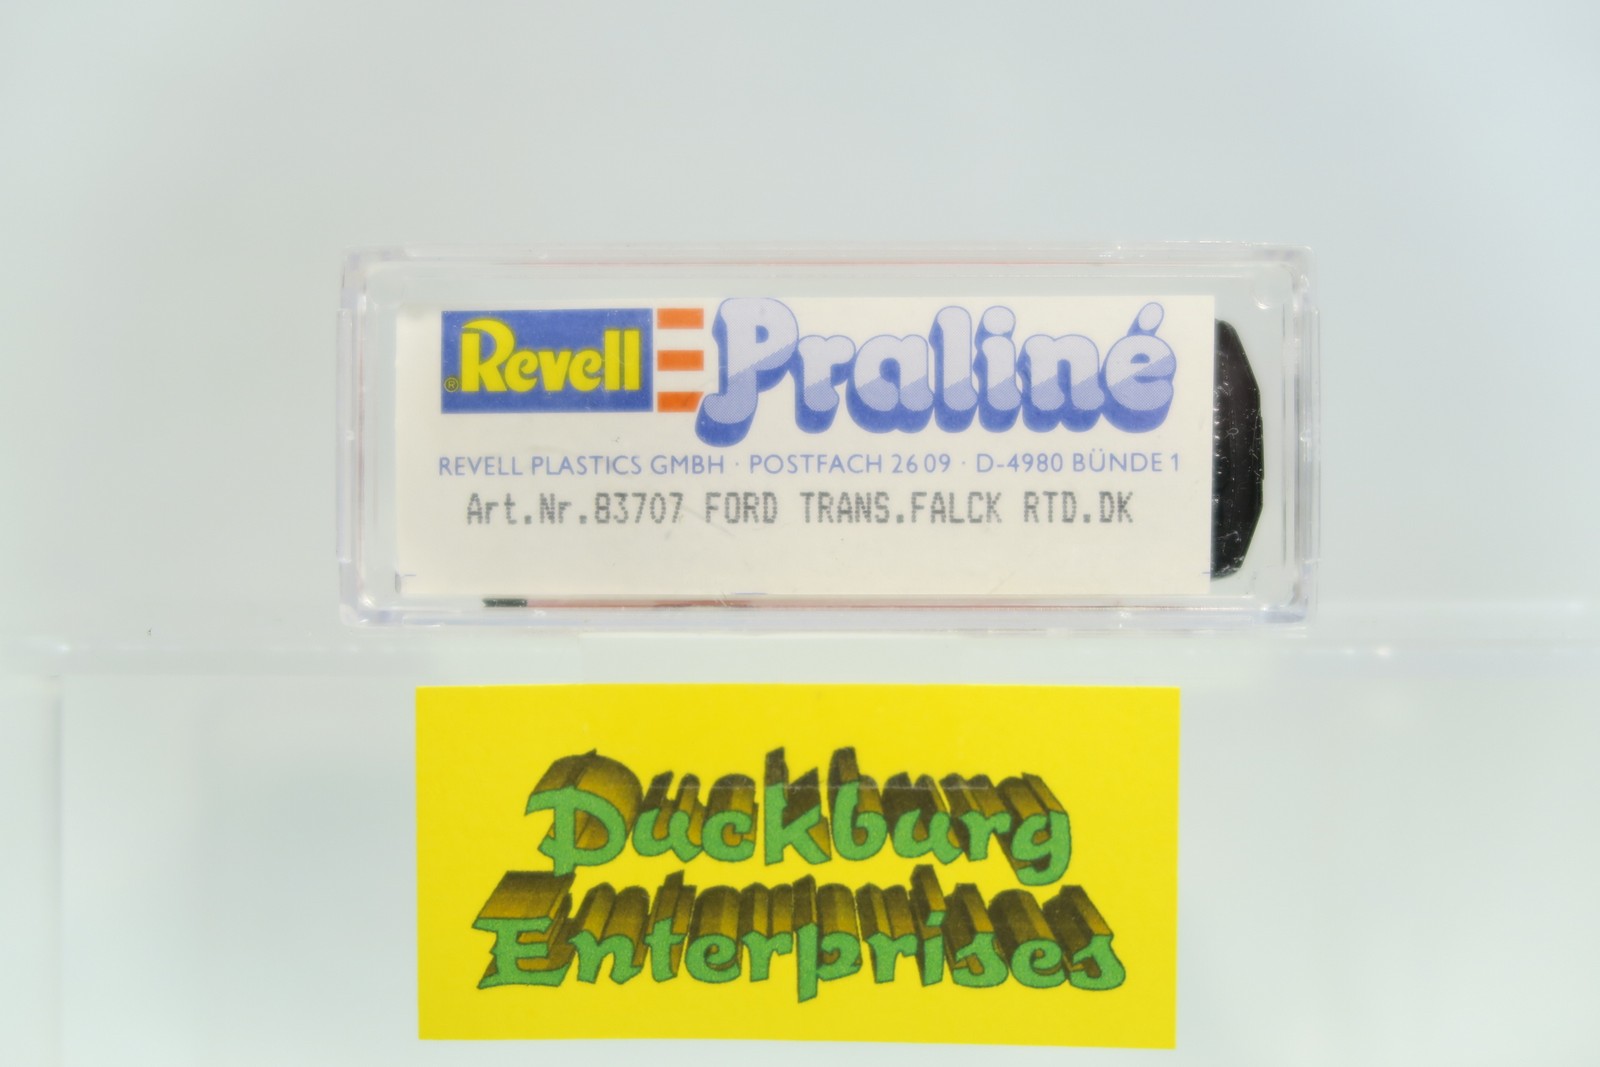 ® Revell Praliné
REVELL PLASTICS GMBH · POSTFACH 26 09 · D-4980 BÜNDE 1
Art.Nr.83707 FORD TRANS.FALCK RTD.DK
Duckburg
Enterprises